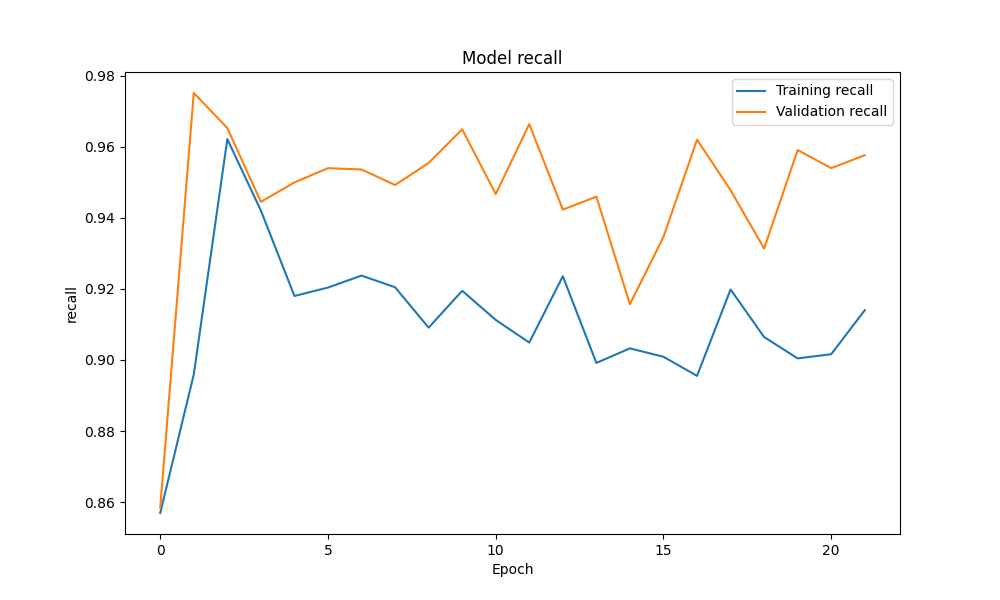 Model recall
Training recall
Validation recall
0.98
0.96
0.94
0.92
0.90
0.88
0.86
recall
0
5
10
15
20
Epoch